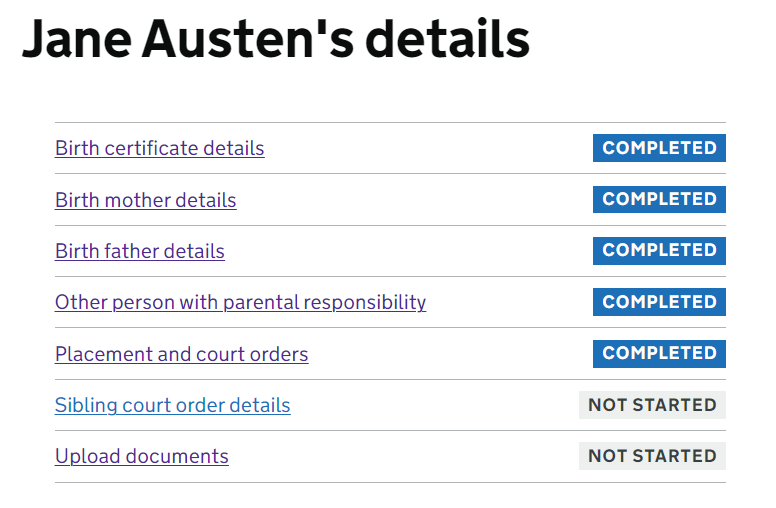 Jane Austen's details
Birth certificate details COMPLETED
Birth mother details COMPLETED
Birth father details COMPLETED
Other person with parental responsibility COMPLETED
Placement and court orders COMPLETED
Sibling court order details NOT STARTED
Upload documents NOT STARTED